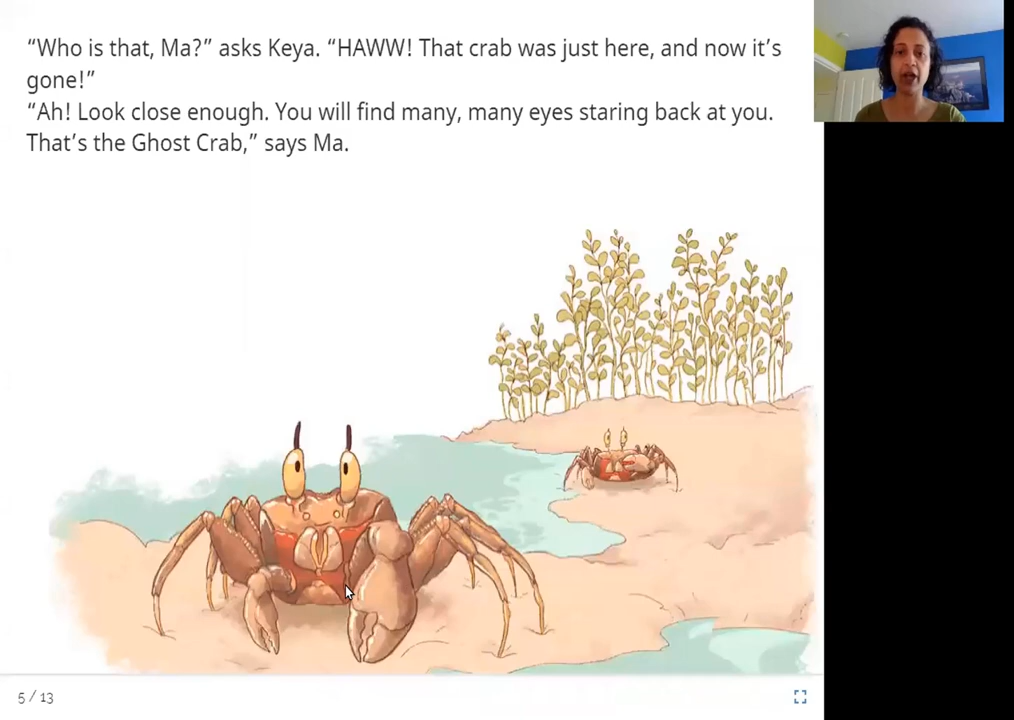 “Who is that, Ma?” asks Keya. “HAWW! That crab was just here, and now it’s
gone!”
“Ah! Look close enough. You will find many, many eyes staring back at you.
That’s the Ghost Crab,” says Ma.
5 / 13